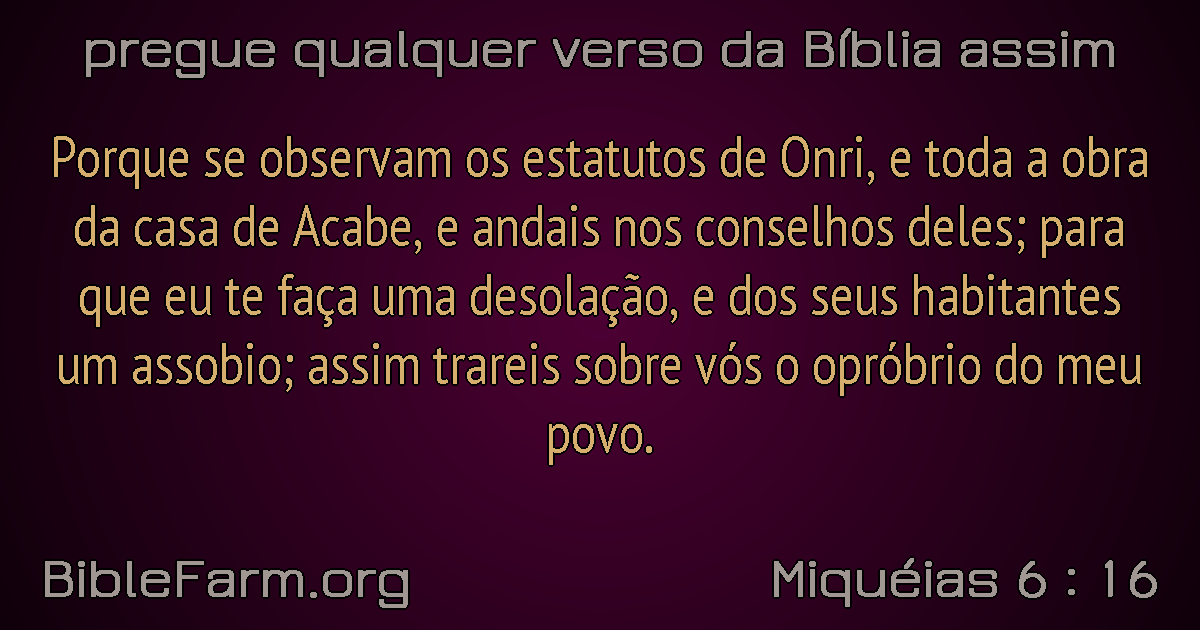 pregue qualquer verso da Bíblia assim
Porque se observam os estatutos de Onri, e toda a obra
da casa de Acabe, e andais nos conselhos deles; para
que eu te faça uma desolação, e dos seus habitantes
um assobio; assim trareis sobre vós o opróbrio do meu
povo.
BibleFarm.org
Miquéias 6 : 16